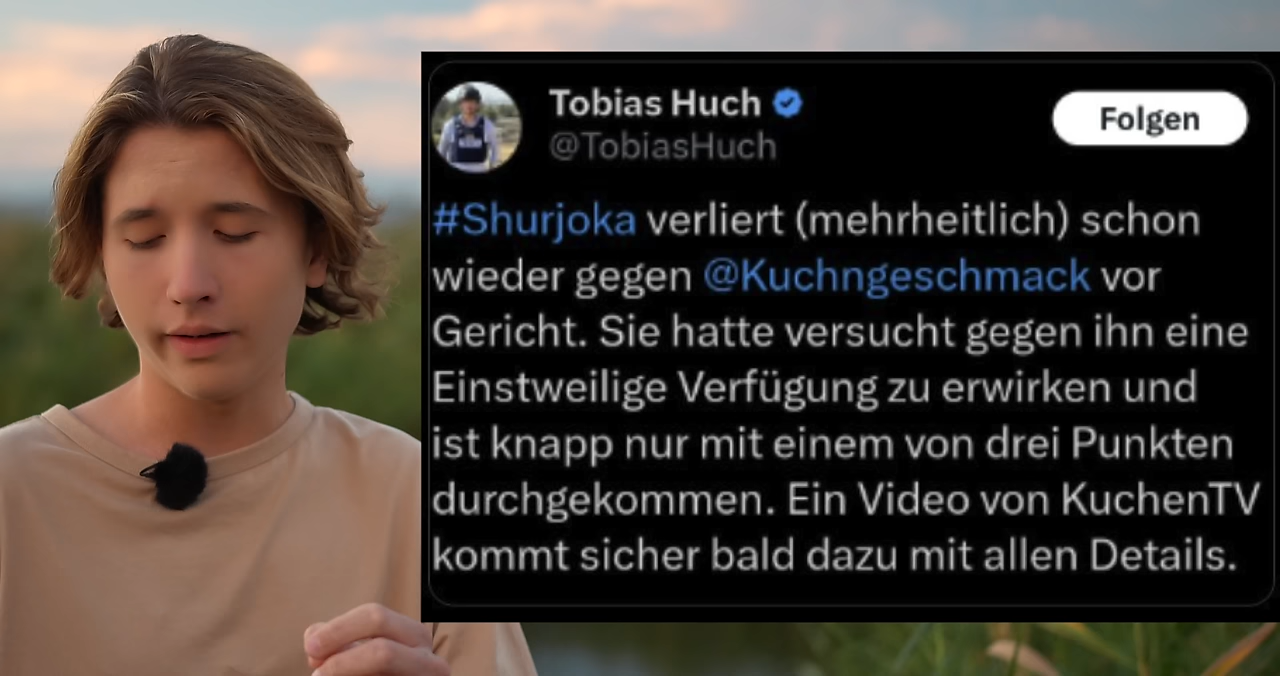 Tobias Huch
@TobiasHuch
Folgen
#Shurjoka verliert (mehrheitlich) schon
wieder gegen @Kuchngeschmack vor
Gericht. Sie hatte versucht gegen ihn eine
Einstweilige Verfügung zu erwirken und
ist knapp nur mit einem von drei Punkten
durchgekommen. Ein Video von KuchenTV
kommt sicher bald dazu mit allen Details.